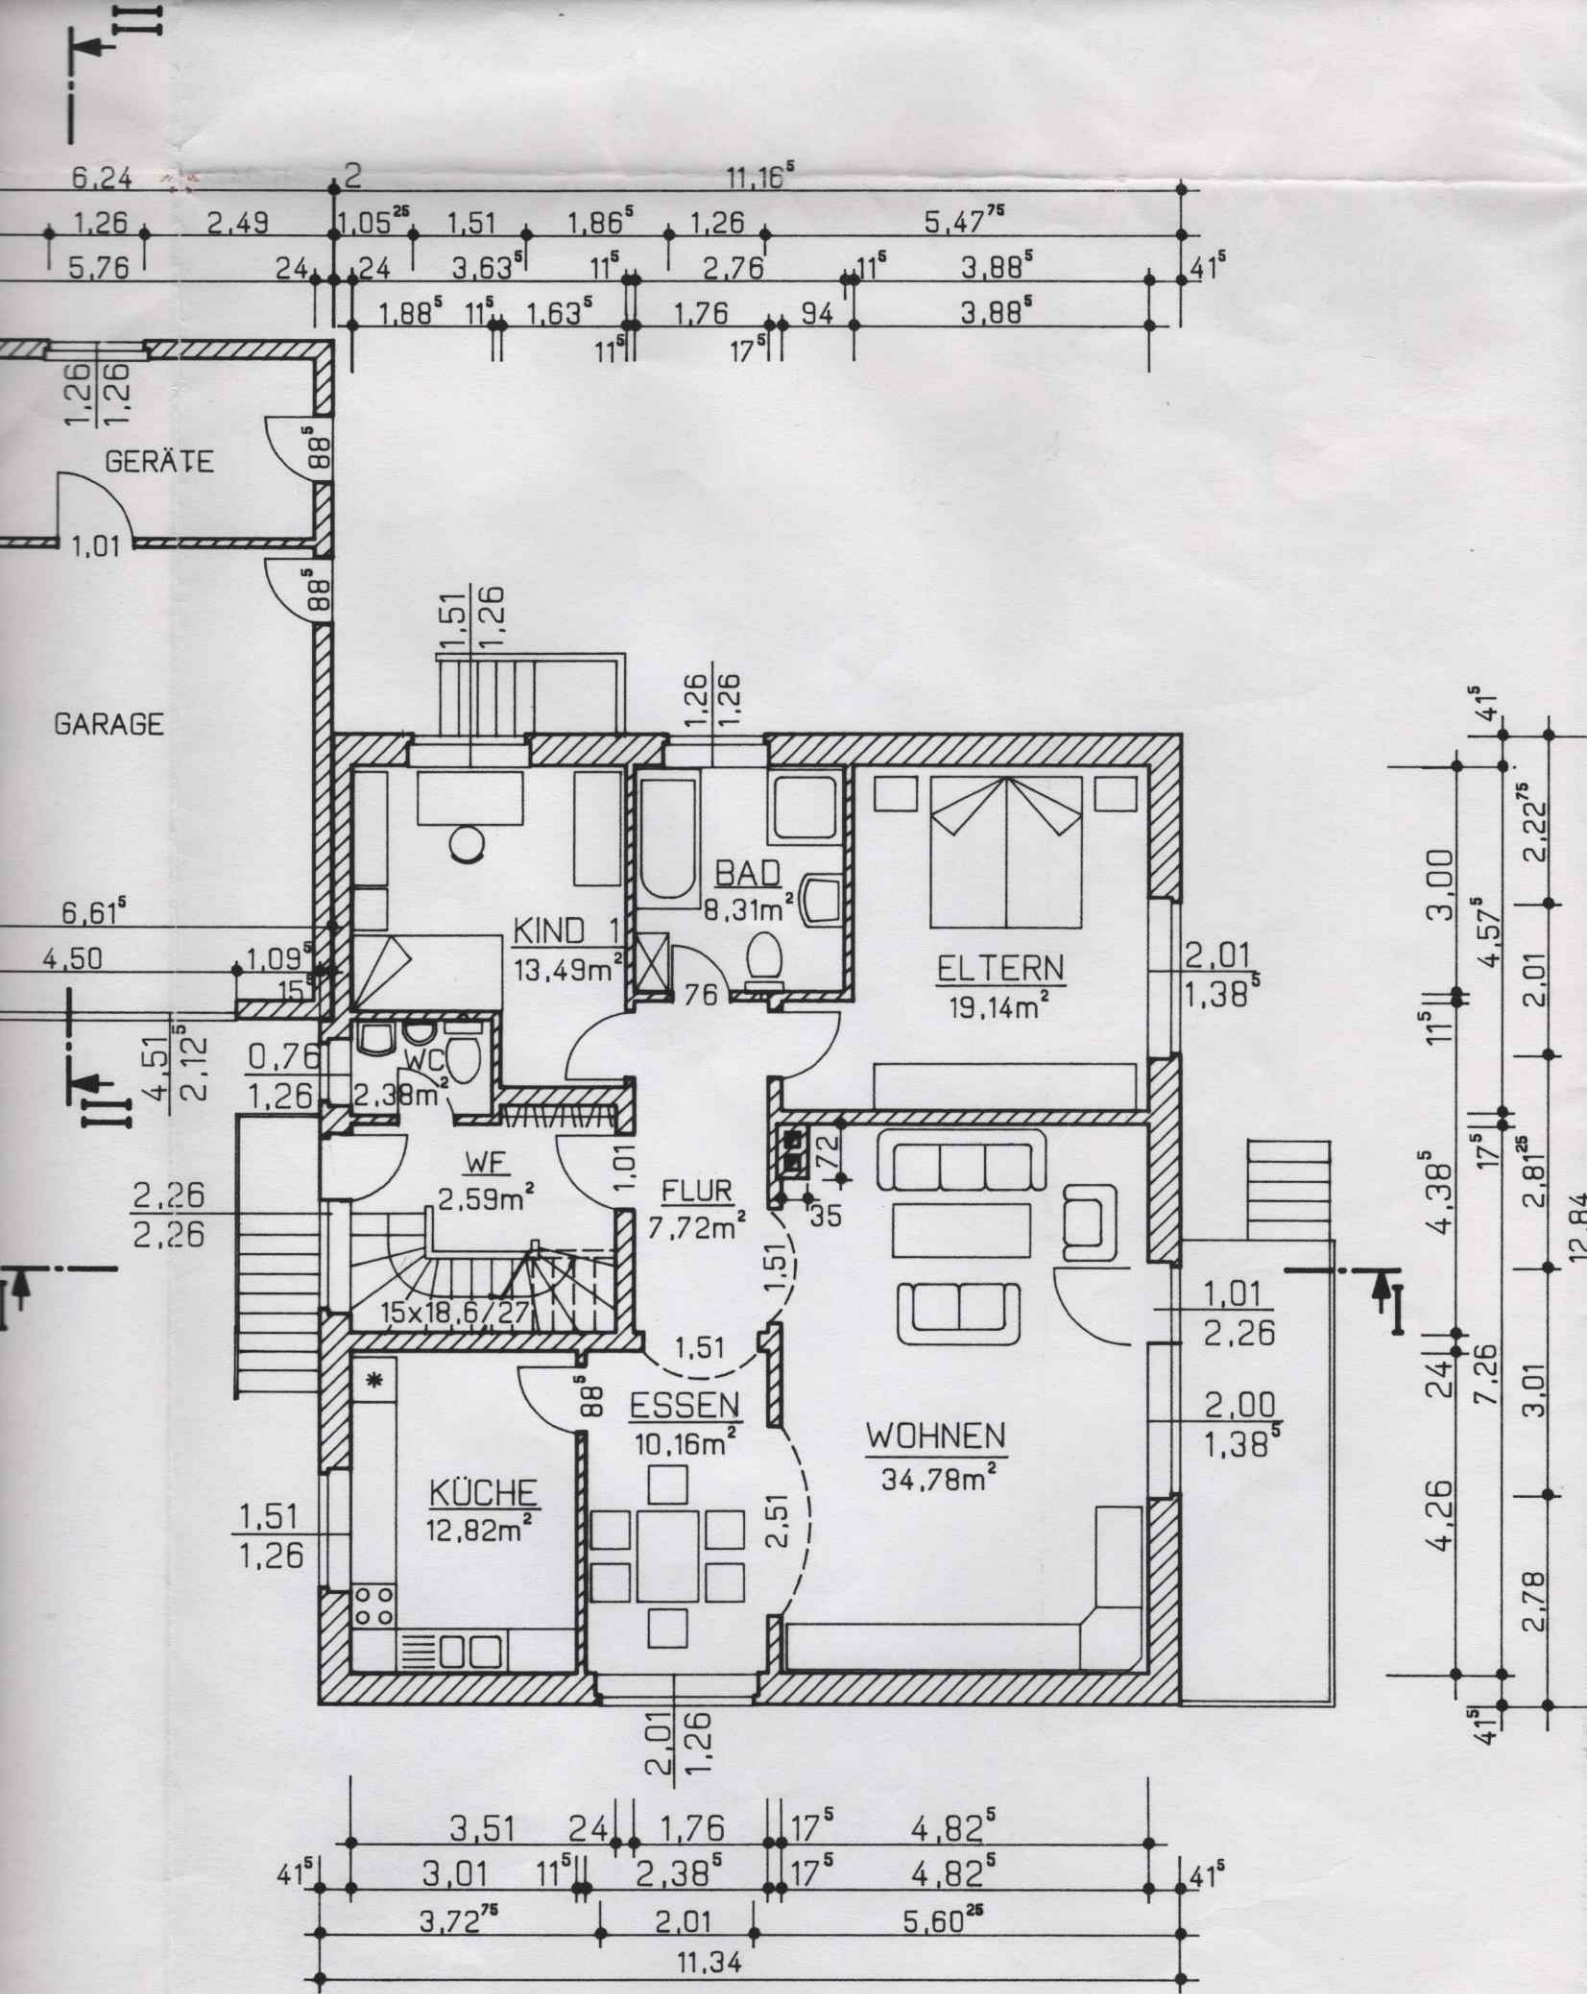 II
6,24 2 11,16⁵
1,26 2,49 1,05²⁵ 1,51 1,86⁵ 1,26 5,47⁷⁵
5,76 24 24 3,63⁵ 11⁵ 2,76 11⁵ 3,88⁵ 41⁵
1,88⁵ 11⁵ 1,63⁵ 1,76 94 3,88⁵
11⁵ 17⁵
1,26
1,26
88⁵
GERÄTE
1,01
88⁵
1,51
1,26
1,26
1,26
GARAGE
41⁵
2,22⁷⁵
3,00
4,57⁵
BAD
8,31m²
6,61⁵
KIND 1
13,49m²
4,50 1,09⁵
15⁵
76
ELTERN
19,14m²
2,01
1,38⁵
2,01
11⁵
4,51
2,12⁵
0,76
1,26
WC
2,38m²
II
WF
2,59m²
1,01
72
35
FLUR
7,72m²
17⁵
2,81²⁵
4,38⁵
12,84
2,26
2,26
1,51
15x18,6/27
I
1,01
2,26
I
1,51
88⁵
ESSEN
10,16m²
24
7,26
3,01
2,00
1,38⁵
WOHNEN
34,78m²
KÜCHE
12,82m²
2,51
1,51
1,26
4,26
2,78
41⁵
2,01
1,26
3,51 24 1,76 17⁵ 4,82⁵
41⁵ 3,01 11⁵ 2,38⁵ 17⁵ 4,82⁵ 41⁵
3,72⁷⁵ 2,01 5,60²⁵
11,34